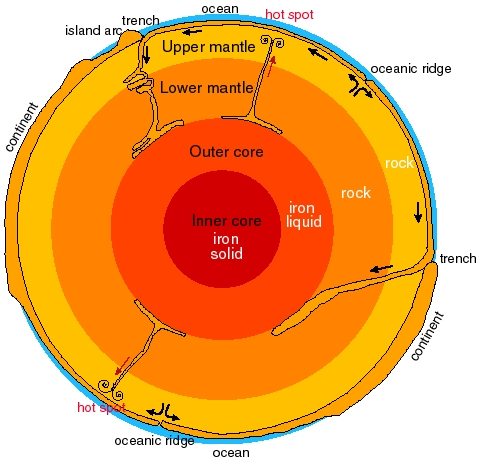 ocean
trench
hot spot
island arc
Upper mantle
oceanic ridge
Lower mantle
continent
Outer core
rock
rock
iron
liquid
Inner core
iron
solid
trench
continent
hot spot
oceanic ridge
ocean